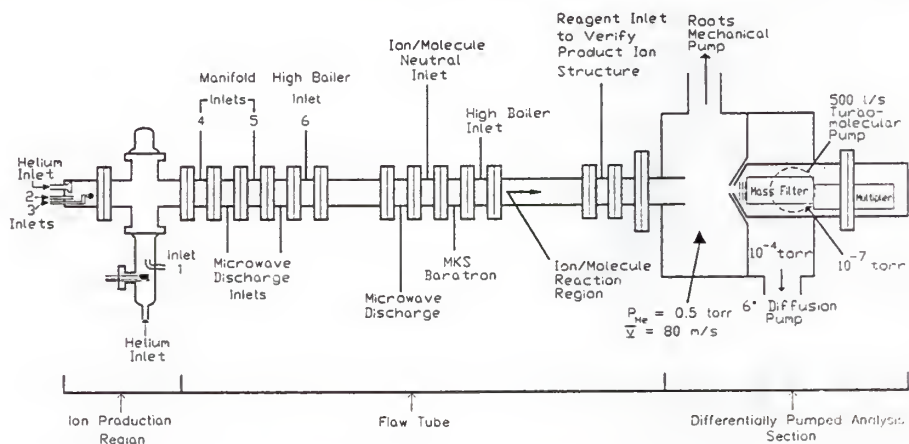 Reagent Inlet
to Verify
Product Ion
Structure
Roots
Mechanical
Pump
Ion/Molecule
Neutral
Inlet
Manifold
Inlets
4
5
High Boiler
Inlet
6
High Boiler
Inlet
500 l/s
Turbo-
molecular
Pump
Helium
Inlet
2
3
Inlets
Inlet
1
Mass Filter
Multiplier
Microwave
Discharge
Inlets
MKS
Baratron
Microwave
Discharge
Ion/Molecule
Reaction
Region
10⁻⁴ torr
10⁻⁷ torr
P_He = 0.5 torr
V̅ = 80 m/s
6" Diffusion
Pump
Helium
Inlet
Ion Production
Region
Flow Tube
Differentially Pumped Analysis
Section